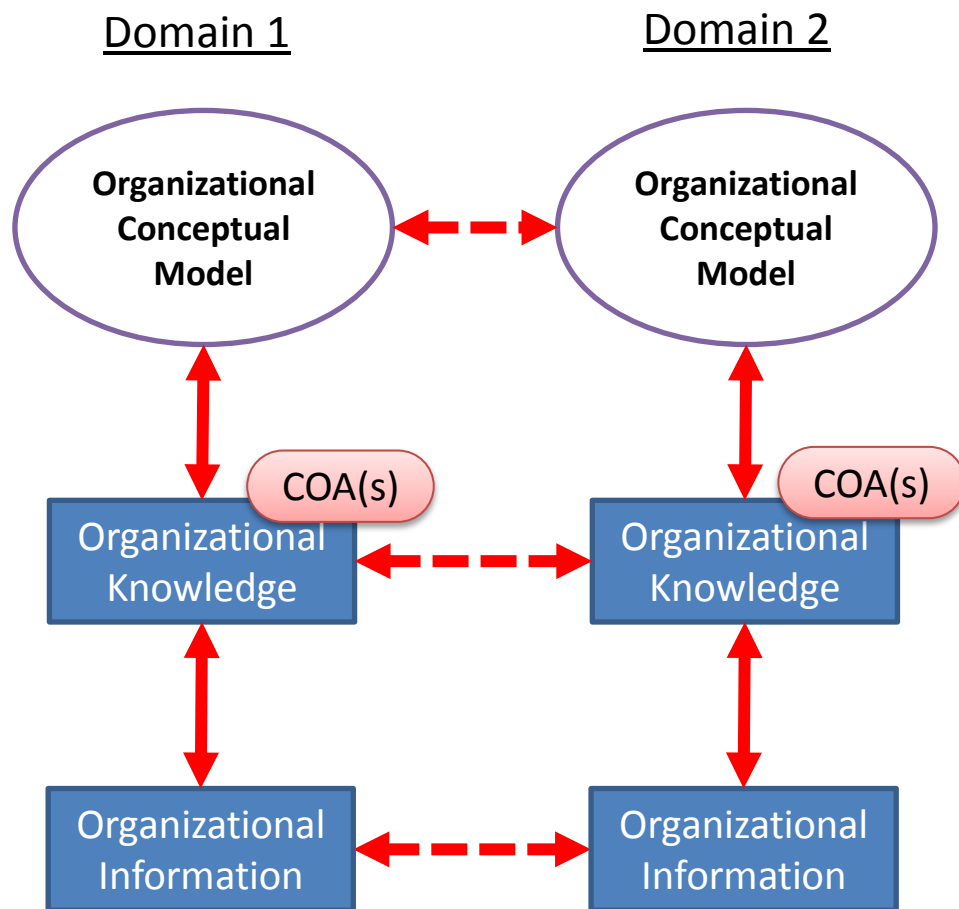 Domain 1
Domain 2
Organizational
Conceptual
Model
Organizational
Conceptual
Model
COA(s)
Organizational
Knowledge
COA(s)
Organizational
Knowledge
Organizational
Information
Organizational
Information